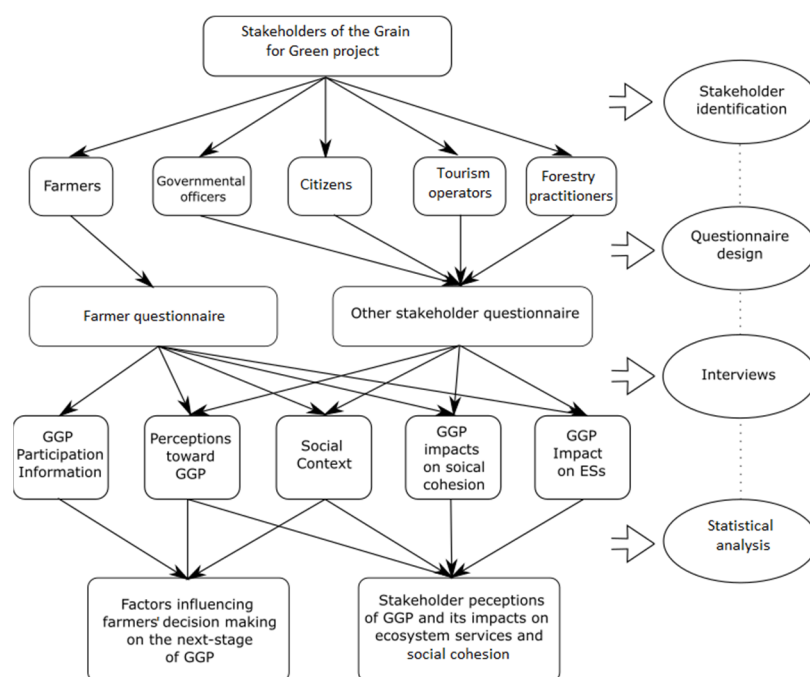 Stakeholders of the Grain
for Green project
Stakeholder
identification
Farmers
Governmental
officers
Citizens
Tourism
operators
Forestry
practitioners
Questionnaire
design
Farmer questionnaire
Other stakeholder questionnaire
Interviews
GGP
Participation
Information
Perceptions
toward
GGP
Social
Context
GGP
impacts
on soical
cohesion
GGP
Impact
on ESs
Statistical
analysis
Factors influencing
farmers' decision making
on the next-stage
of GGP
Stakeholder perceptions
of GGP and its impacts on
ecosystem services and
social cohesion